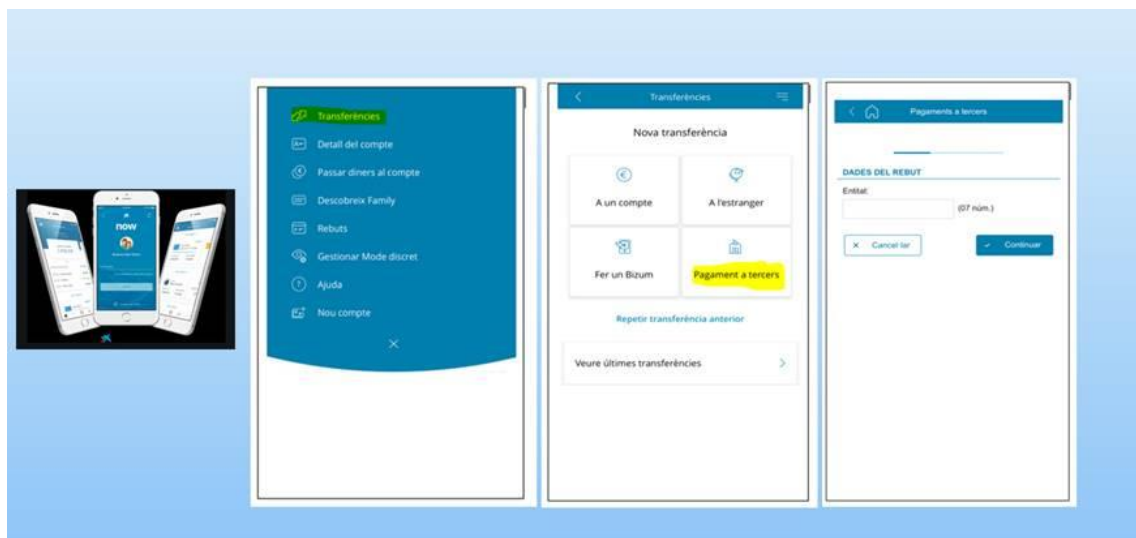 now
Transferències
Detall del compte
Passar diners al compte
Descobreix Family
Rebuts
Gestionar Mode discret
Ajuda
Nou compte
Transferències
Nova transferència
A un compte
A l'estranger
Fer un Bizum
Pagament a tercers
Repetir transferència anterior
Veure últimes transferències
Pagaments a tercers
DADES DEL REBUT
Entitat:
(07 núm.)
Cancel·lar
Continuar